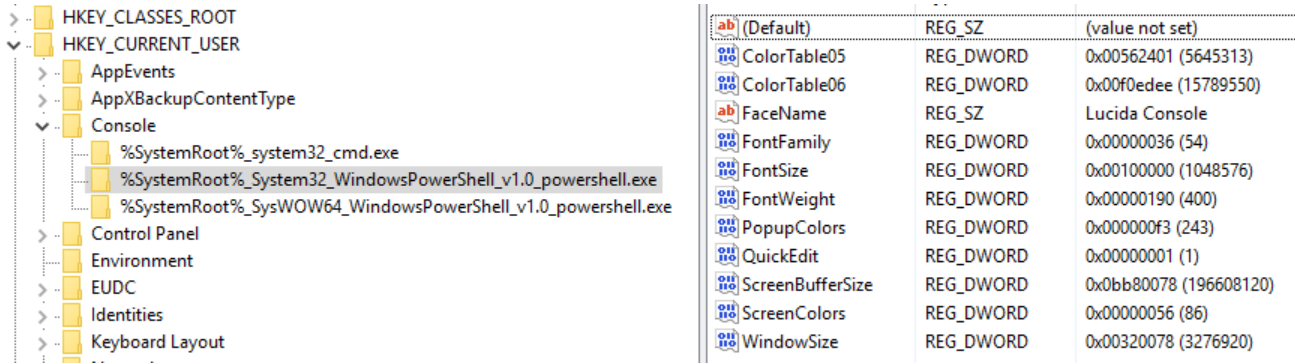 HKEY_CLASSES_ROOT
HKEY_CURRENT_USER
AppEvents
AppXBackupContentType
Console
%SystemRoot%_system32_cmd.exe
%SystemRoot%_System32_WindowsPowerShell_v1.0_powershell.exe
%SystemRoot%_SysWOW64_WindowsPowerShell_v1.0_powershell.exe
Control Panel
Environment
EUDC
Identities
Keyboard Layout
(Default) REG_SZ (value not set)
ColorTable05 REG_DWORD 0x00562401 (5645313)
ColorTable06 REG_DWORD 0x00f0edee (15789550)
FaceName REG_SZ Lucida Console
FontFamily REG_DWORD 0x00000036 (54)
FontSize REG_DWORD 0x00100000 (1048576)
FontWeight REG_DWORD 0x00000190 (400)
PopupColors REG_DWORD 0x000000f3 (243)
QuickEdit REG_DWORD 0x00000001 (1)
ScreenBufferSize REG_DWORD 0x0bb80078 (196608120)
ScreenColors REG_DWORD 0x00000056 (86)
WindowSize REG_DWORD 0x00320078 (3276920)